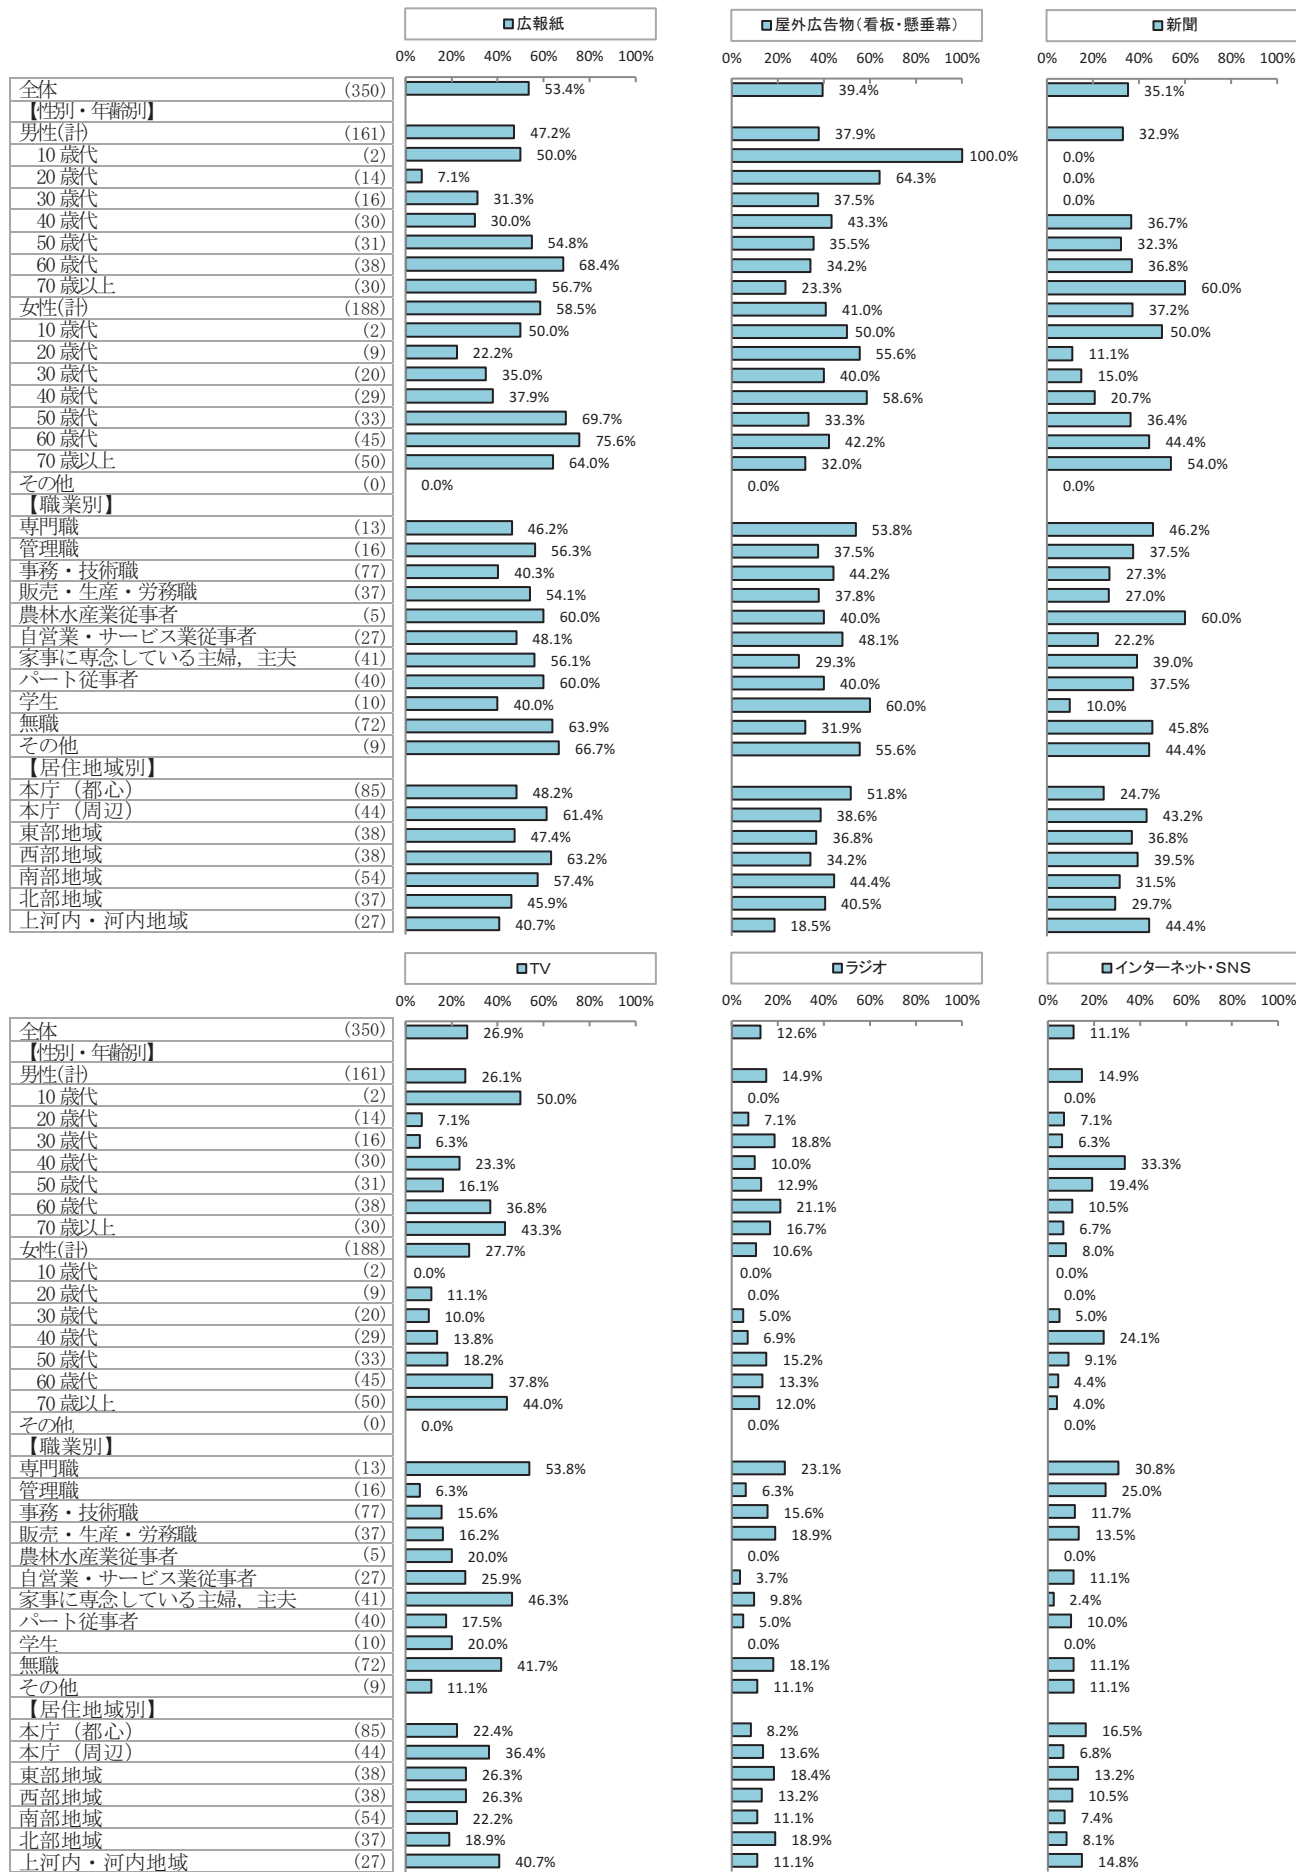 ■広報紙 ■屋外広告物(看板・懸垂幕) ■新聞
0% 20% 40% 60% 80% 100% 0% 20% 40% 60% 80% 100% 0% 20% 40% 60% 80% 100%
全体 (350) 53.4% 39.4% 35.1%
【性別・年齢別】
男性(計) (161) 47.2% 37.9% 32.9%
10歳代 (2) 50.0% 100.0% 0.0%
20歳代 (14) 7.1% 64.3% 0.0%
30歳代 (16) 31.3% 37.5% 0.0%
40歳代 (30) 30.0% 43.3% 36.7%
50歳代 (31) 54.8% 35.5% 32.3%
60歳代 (38) 68.4% 34.2% 36.8%
70歳以上 (30) 56.7% 23.3% 60.0%
女性(計) (188) 58.5% 41.0% 37.2%
10歳代 (2) 50.0% 50.0% 50.0%
20歳代 (9) 22.2% 55.6% 11.1%
30歳代 (20) 35.0% 40.0% 15.0%
40歳代 (29) 37.9% 58.6% 20.7%
50歳代 (33) 69.7% 33.3% 36.4%
60歳代 (45) 75.6% 42.2% 44.4%
70歳以上 (50) 64.0% 32.0% 54.0%
その他 (0) 0.0% 0.0% 0.0%
【職業別】
専門職 (13) 46.2% 53.8% 46.2%
管理職 (16) 56.3% 37.5% 37.5%
事務・技術職 (77) 40.3% 44.2% 27.3%
販売・生産・労務職 (37) 54.1% 37.8% 27.0%
農林水産業従事者 (5) 60.0% 40.0% 60.0%
自営業・サービス業従事者 (27) 48.1% 48.1% 22.2%
家事に専念している主婦，主夫 (41) 56.1% 29.3% 39.0%
パート従事者 (40) 60.0% 40.0% 37.5%
学生 (10) 40.0% 60.0% 10.0%
無職 (72) 63.9% 31.9% 45.8%
その他 (9) 66.7% 55.6% 44.4%
【居住地域別】
本庁（都心） (85) 48.2% 51.8% 24.7%
本庁（周辺） (44) 61.4% 38.6% 43.2%
東部地域 (38) 47.4% 36.8% 36.8%
西部地域 (38) 63.2% 34.2% 39.5%
南部地域 (54) 57.4% 44.4% 31.5%
北部地域 (37) 45.9% 40.5% 29.7%
上河内・河内地域 (27) 40.7% 18.5% 44.4%
■TV ■ラジオ ■インターネット・SNS
0% 20% 40% 60% 80% 100% 0% 20% 40% 60% 80% 100% 0% 20% 40% 60% 80% 100%
全体 (350) 26.9% 12.6% 11.1%
【性別・年齢別】
男性(計) (161) 26.1% 14.9% 14.9%
10歳代 (2) 50.0% 0.0% 0.0%
20歳代 (14) 7.1% 7.1% 7.1%
30歳代 (16) 6.3% 18.8% 6.3%
40歳代 (30) 23.3% 10.0% 33.3%
50歳代 (31) 16.1% 12.9% 19.4%
60歳代 (38) 36.8% 21.1% 10.5%
70歳以上 (30) 43.3% 16.7% 6.7%
女性(計) (188) 27.7% 10.6% 8.0%
10歳代 (2) 0.0% 0.0% 0.0%
20歳代 (9) 11.1% 0.0% 0.0%
30歳代 (20) 10.0% 5.0% 5.0%
40歳代 (29) 13.8% 6.9% 24.1%
50歳代 (33) 18.2% 15.2% 9.1%
60歳代 (45) 37.8% 13.3% 4.4%
70歳以上 (50) 44.0% 12.0% 4.0%
その他 (0) 0.0% 0.0% 0.0%
【職業別】
専門職 (13) 53.8% 23.1% 30.8%
管理職 (16) 6.3% 6.3% 25.0%
事務・技術職 (77) 15.6% 15.6% 11.7%
販売・生産・労務職 (37) 16.2% 18.9% 13.5%
農林水産業従事者 (5) 20.0% 0.0% 0.0%
自営業・サービス業従事者 (27) 25.9% 3.7% 11.1%
家事に専念している主婦，主夫 (41) 46.3% 9.8% 2.4%
パート従事者 (40) 17.5% 5.0% 10.0%
学生 (10) 20.0% 0.0% 0.0%
無職 (72) 41.7% 18.1% 11.1%
その他 (9) 11.1% 11.1% 11.1%
【居住地域別】
本庁（都心） (85) 22.4% 8.2% 16.5%
本庁（周辺） (44) 36.4% 13.6% 6.8%
東部地域 (38) 26.3% 18.4% 13.2%
西部地域 (38) 26.3% 13.2% 10.5%
南部地域 (54) 22.2% 11.1% 7.4%
北部地域 (37) 18.9% 18.9% 8.1%
上河内・河内地域 (27) 40.7% 11.1% 14.8%